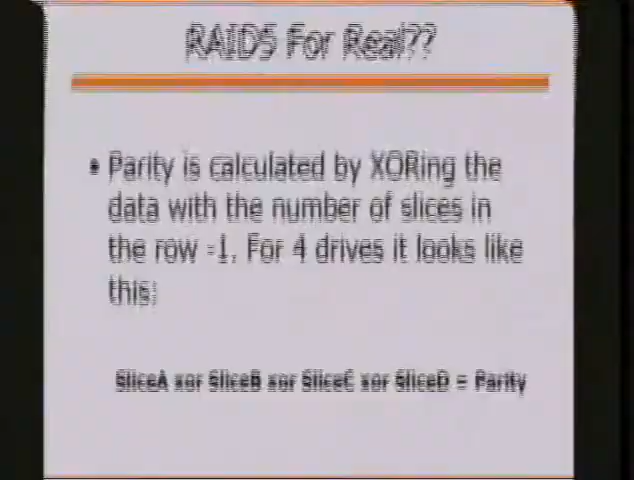 RAID5 For Real??
• Parity is calculated by XORing the
data with the number of slices in
the row -1. For 4 drives it looks like
this:
SliceA xor SliceB xor SliceC xor SliceD = Parity